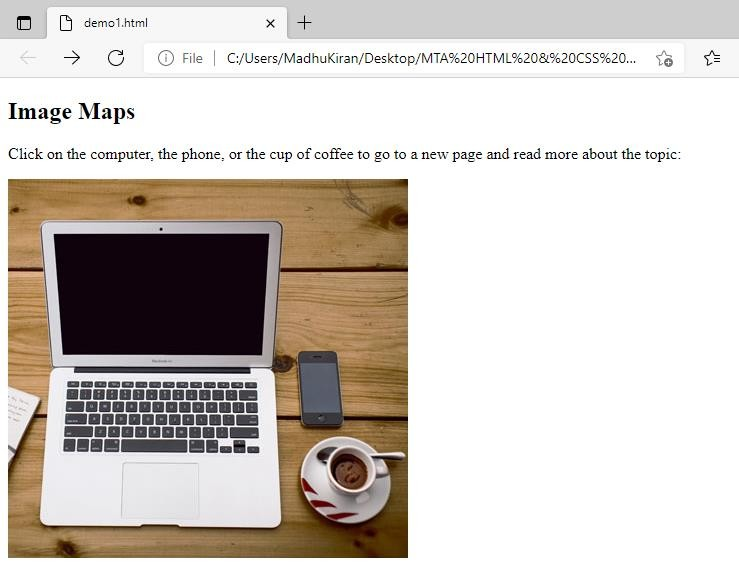 demo1.html
File
C:/Users/MadhuKiran/Desktop/MTA%20HTML%20&%20CSS%20...
Image Maps
Click on the computer, the phone, or the cup of coffee to go to a new page and read more about the topic: